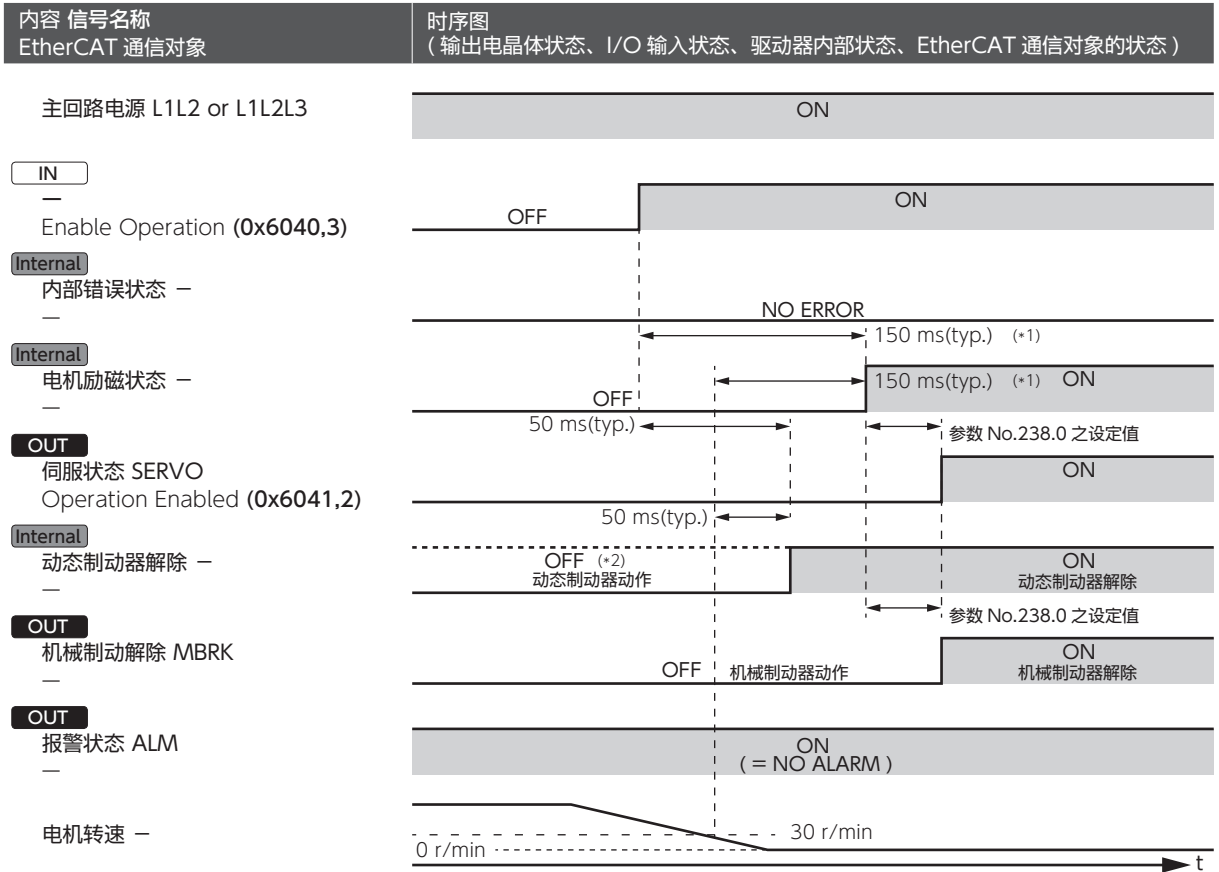 内容 信号名称
EtherCAT 通信对象
时序图
( 输出电晶体状态、I/O 输入状态、驱动器内部状态、EtherCAT 通信对象的状态 )
主回路电源 L1L2 or L1L2L3
ON
IN
—
Enable Operation (0x6040,3)
OFF
ON
Internal
内部错误状态 —
—
NO ERROR
150 ms(typ.) (*1)
Internal
电机励磁状态 —
—
OFF
150 ms(typ.) (*1) ON
50 ms(typ.)
参数 No.238.0 之设定值
OUT
伺服状态 SERVO
Operation Enabled (0x6041,2)
ON
50 ms(typ.)
Internal
动态制动器解除 —
—
OFF (*2)
动态制动器动作
ON
动态制动器解除
参数 No.238.0 之设定值
OUT
机械制动解除 MBRK
—
OFF 机械制动器动作
ON
机械制动器解除
OUT
报警状态 ALM
—
ON
( = NO ALARM )
电机转速 —
30 r/min
0 r/min
t